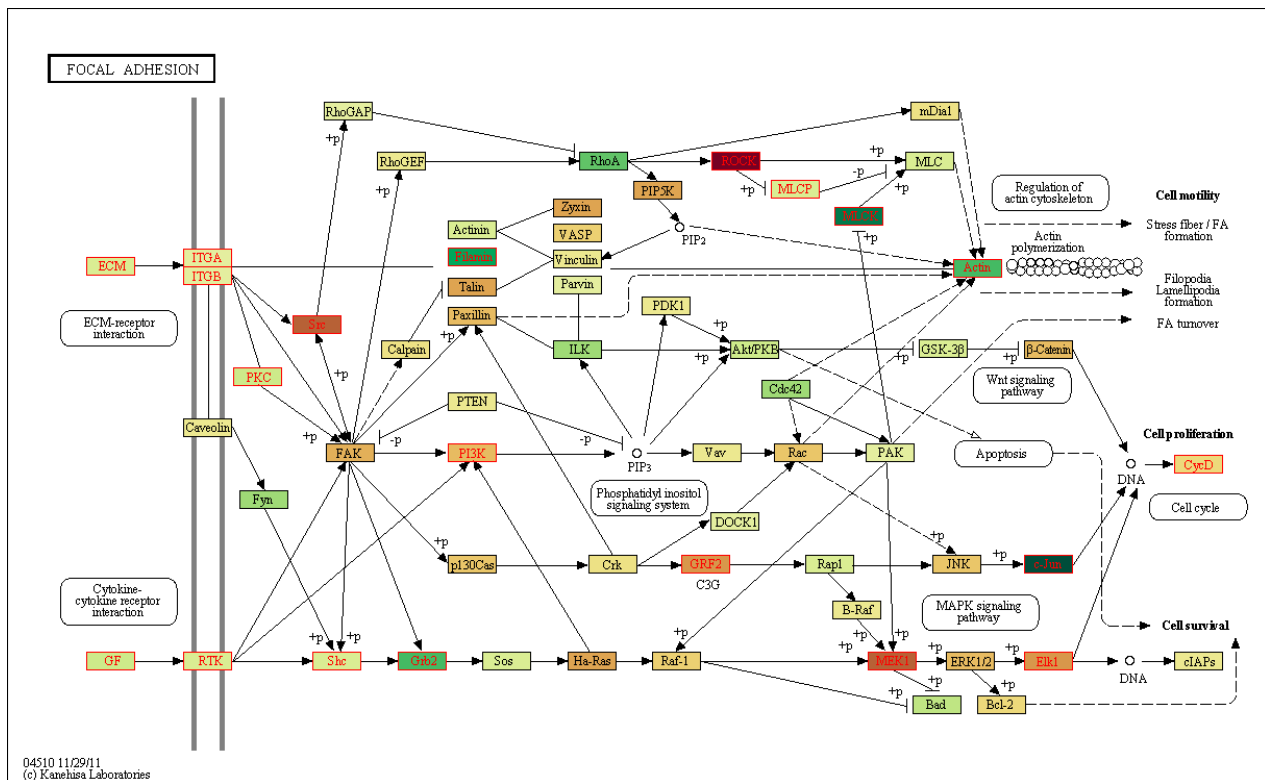 FOCAL ADHESION
RhoGAP
mDia1
+p
+p
RhoGEF
RhoA
ROCK
MLC
-p
+p
MLCP
+p
+p
PIP5K
MLCK
Regulation of
actin cytoskeleton
Cell motility
Zyxin
Actinin
VASP
PIP2
+p
Stress fiber / FA
formation
Actin
polymerization
ITGA
ECM
ITGB
Filamin
Vinculin
Actin
Talin
Parvin
Filopodia
Lamellipodia
formation
ECM-receptor
interaction
Src
Paxillin
PDK1
FA turnover
+p
+p
Calpain
ILK
+p
Akt/PKB
+p
GSK-3β
+p
β-Catenin
PKC
+p
Cdc42
Wnt signaling
pathway
PTEN
Caveolin
+p
-p
-p
Cell proliferation
FAK
PI3K
PIP3
Vav
Rac
PAK
Apoptosis
DNA
CycD
Fyn
Phosphatidyl inositol
signaling system
Cell cycle
DOCK1
+p
p130Cas
Crk
GRF2
Rap1
+p
JNK
+p
c-Jun
C3G
Cytokine-
cytokine receptor
interaction
B-Raf
MAPK signaling
pathway
+p
+p
+p
+p
+p
Cell survival
GF
RTK
Shc
Grb2
Sos
Ha-Ras
Raf-1
MEK1
+p
ERK1/2
+p
Elk1
DNA
cIAPs
+p
+p
+p
Bad
Bcl-2
04510 11/29/11
(c) Kanehisa Laboratories